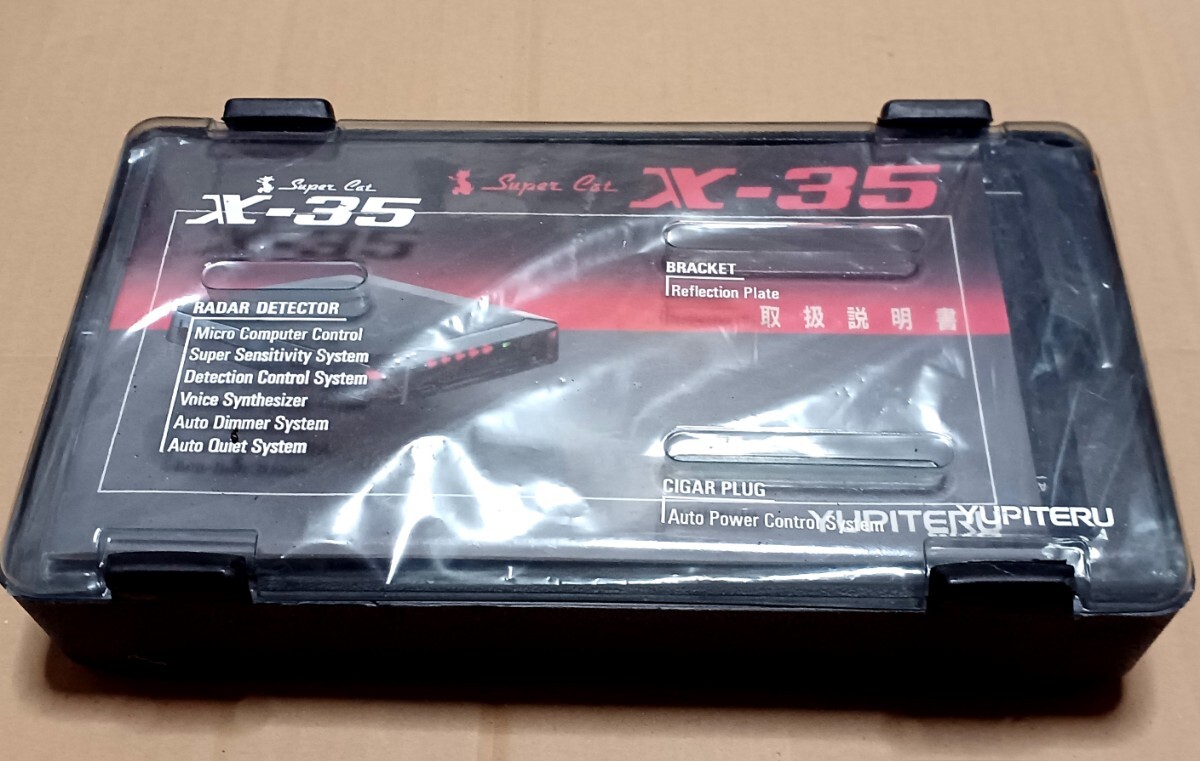 Super Cat
X-35
Super Cat X-35
RADAR DETECTOR
Micro Computer Control
Super Sensitivity System
Detection Control System
Voice Synthesizer
Auto Dimmer System
Auto Quiet System
BRACKET
Reflection Plate
取扱説明書
CIGAR PLUG
Auto Power Control System
YUPITERU
YUPITERU